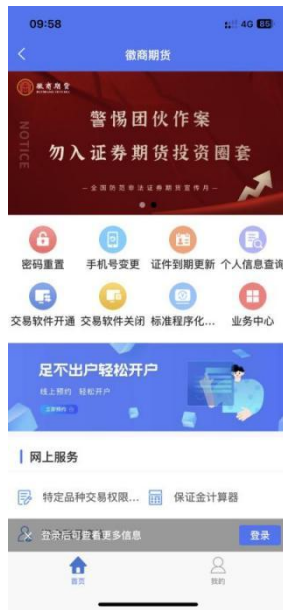 09:58
4G 85
徽商期货
徽商期货
NOTICE
警惕团伙作案
勿入证券期货投资圈套
－全国防范非法证券期货宣传月－
密码重置 手机号变更 证件到期更新 个人信息查询
交易软件开通 交易软件关闭 标准程序化... 业务中心
足不出户轻松开户
线上预约 轻松开户
立即预约
网上服务
特定品种交易权限... 保证金计算器
登录后可查看更多信息
登录
首页 我的